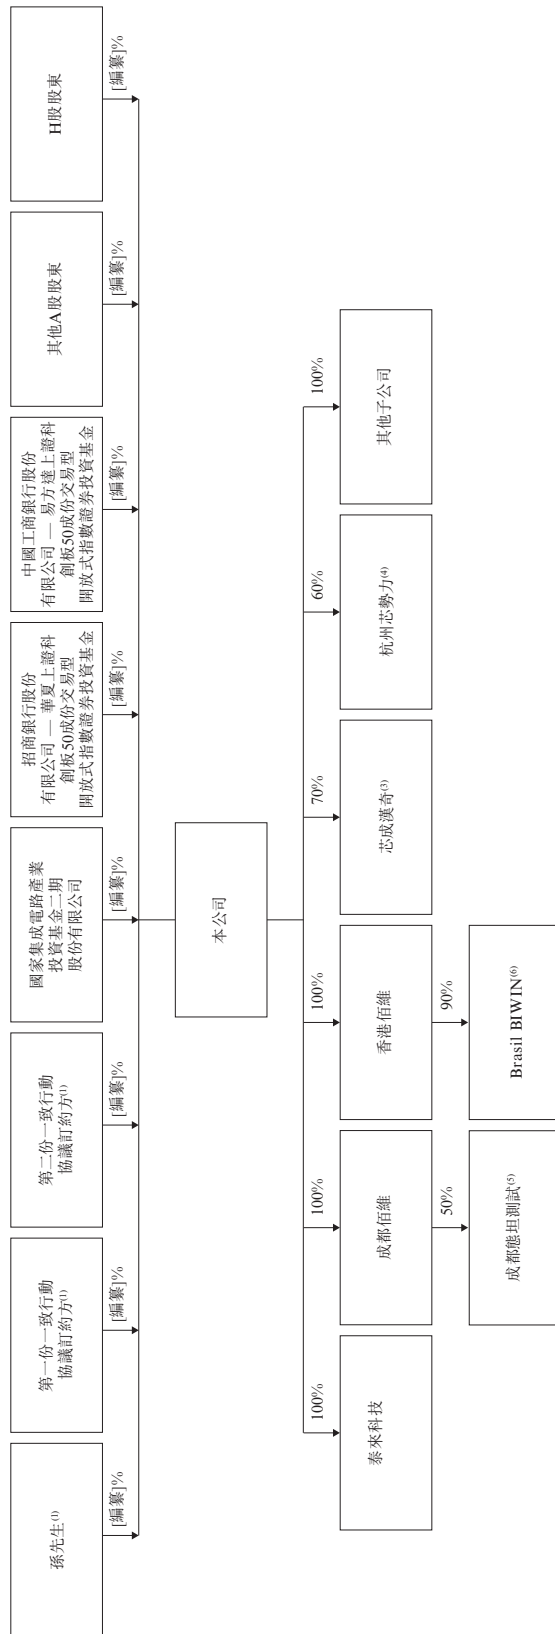 孫先生(1)
第一份一致行動
協議訂約方(1)
第二份一致行動
協議訂約方(1)
國家集成電路產業
投資基金二期
股份有限公司
招商銀行股份
有限公司 — 華夏上證科
創板50成份交易型
開放式指數證券投資基金
中國工商銀行股份
有限公司 — 易方達上證科
創板50成份交易型
開放式指數證券投資基金
其他A股股東
H股股東
[編纂]%
[編纂]%
[編纂]%
[編纂]%
[編纂]%
[編纂]%
[編纂]%
[編纂]%
本公司
100%
100%
100%
70%
60%
100%
泰來科技
成都佰維
香港佰維
芯成漢奇(3)
杭州芯勢力(4)
其他子公司
50%
90%
成都態坦測試(5)
Brasil BIWIN(6)